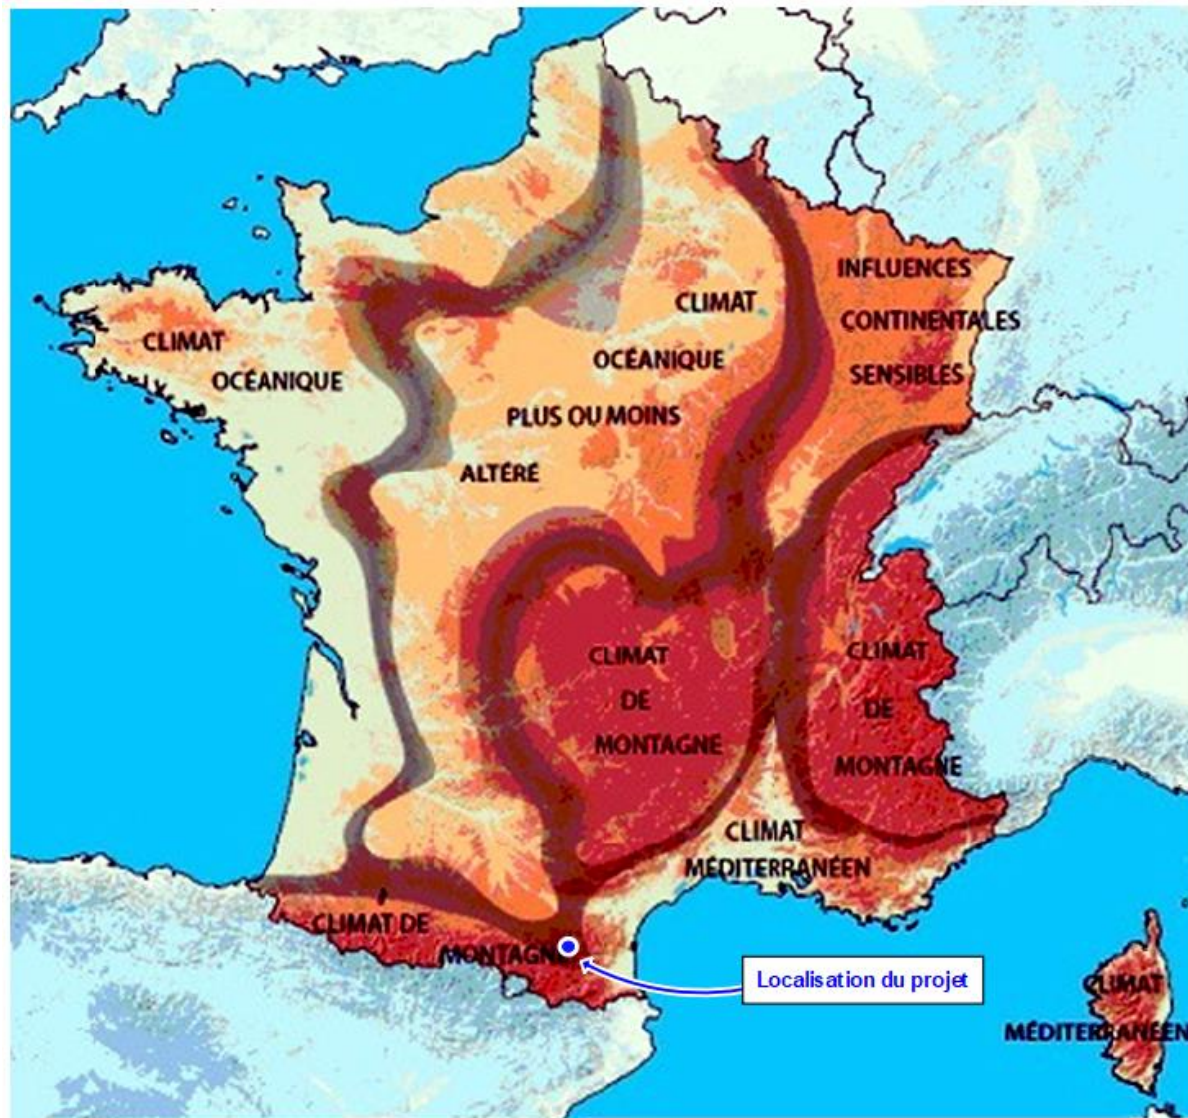 INFLUENCES
CONTINENTALES
SENSIBLES
CLIMAT
OCÉANIQUE
PLUS OU MOINS
ALTÉRÉ
CLIMAT
OCÉANIQUE
CLIMAT
DE
MONTAGNE
CLIMAT
DE
MONTAGNE
CLIMAT
MÉDITERRANÉEN
CLIMAT DE
MONTAGNE
Localisation du projet
CLIMAT
MÉDITERRANÉEN